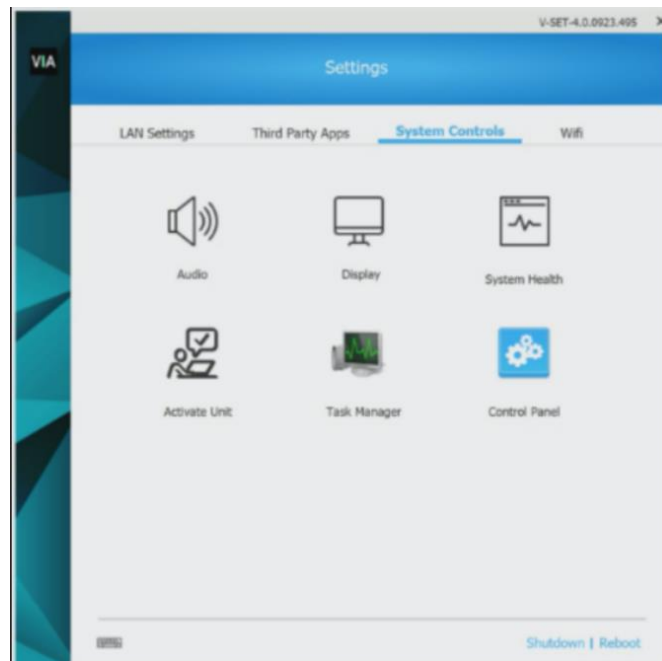 V-SET-4.0.0923.495 X
VIA
Settings
LAN Settings Third Party Apps System Controls Wifi
Audio Display System Health
Activate Unit Task Manager Control Panel
Shutdown | Reboot